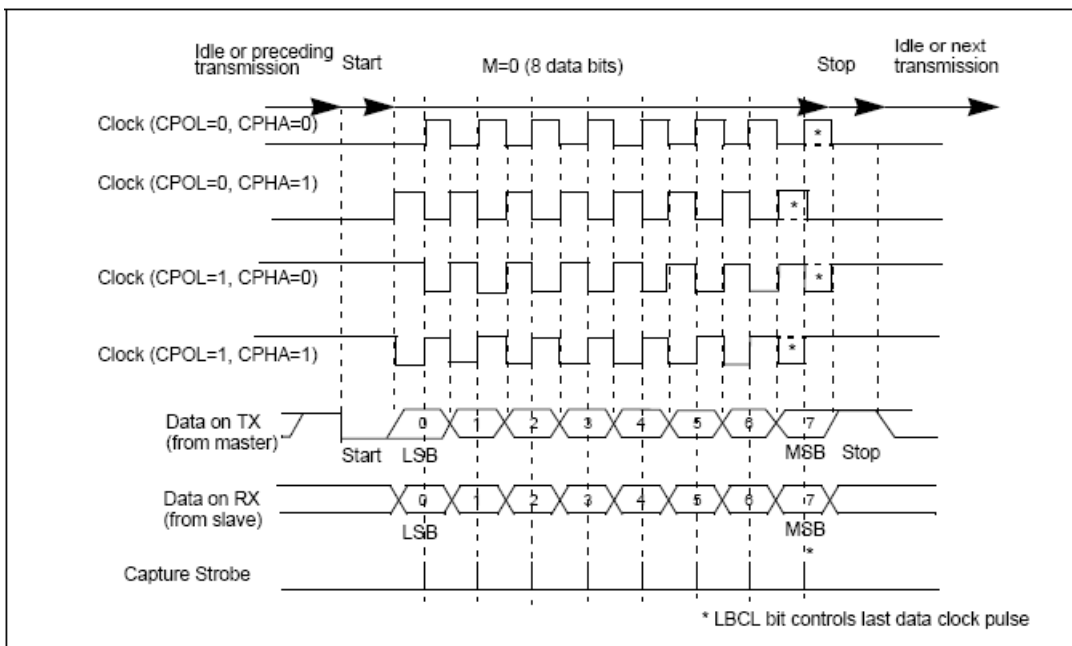 Idle or preceding
transmission
Start
M=0 (8 data bits)
Stop
Idle or next
transmission
Clock (CPOL=0, CPHA=0)
*
Clock (CPOL=0, CPHA=1)
*
Clock (CPOL=1, CPHA=0)
*
Clock (CPOL=1, CPHA=1)
*
Data on TX
(from master)
0 1 2 3 4 5 6 7
Start LSB MSB Stop
Data on RX
(from slave)
0 1 2 3 4 5 6 7
LSB MSB
*
Capture Strobe
* LBCL bit controls last data clock pulse